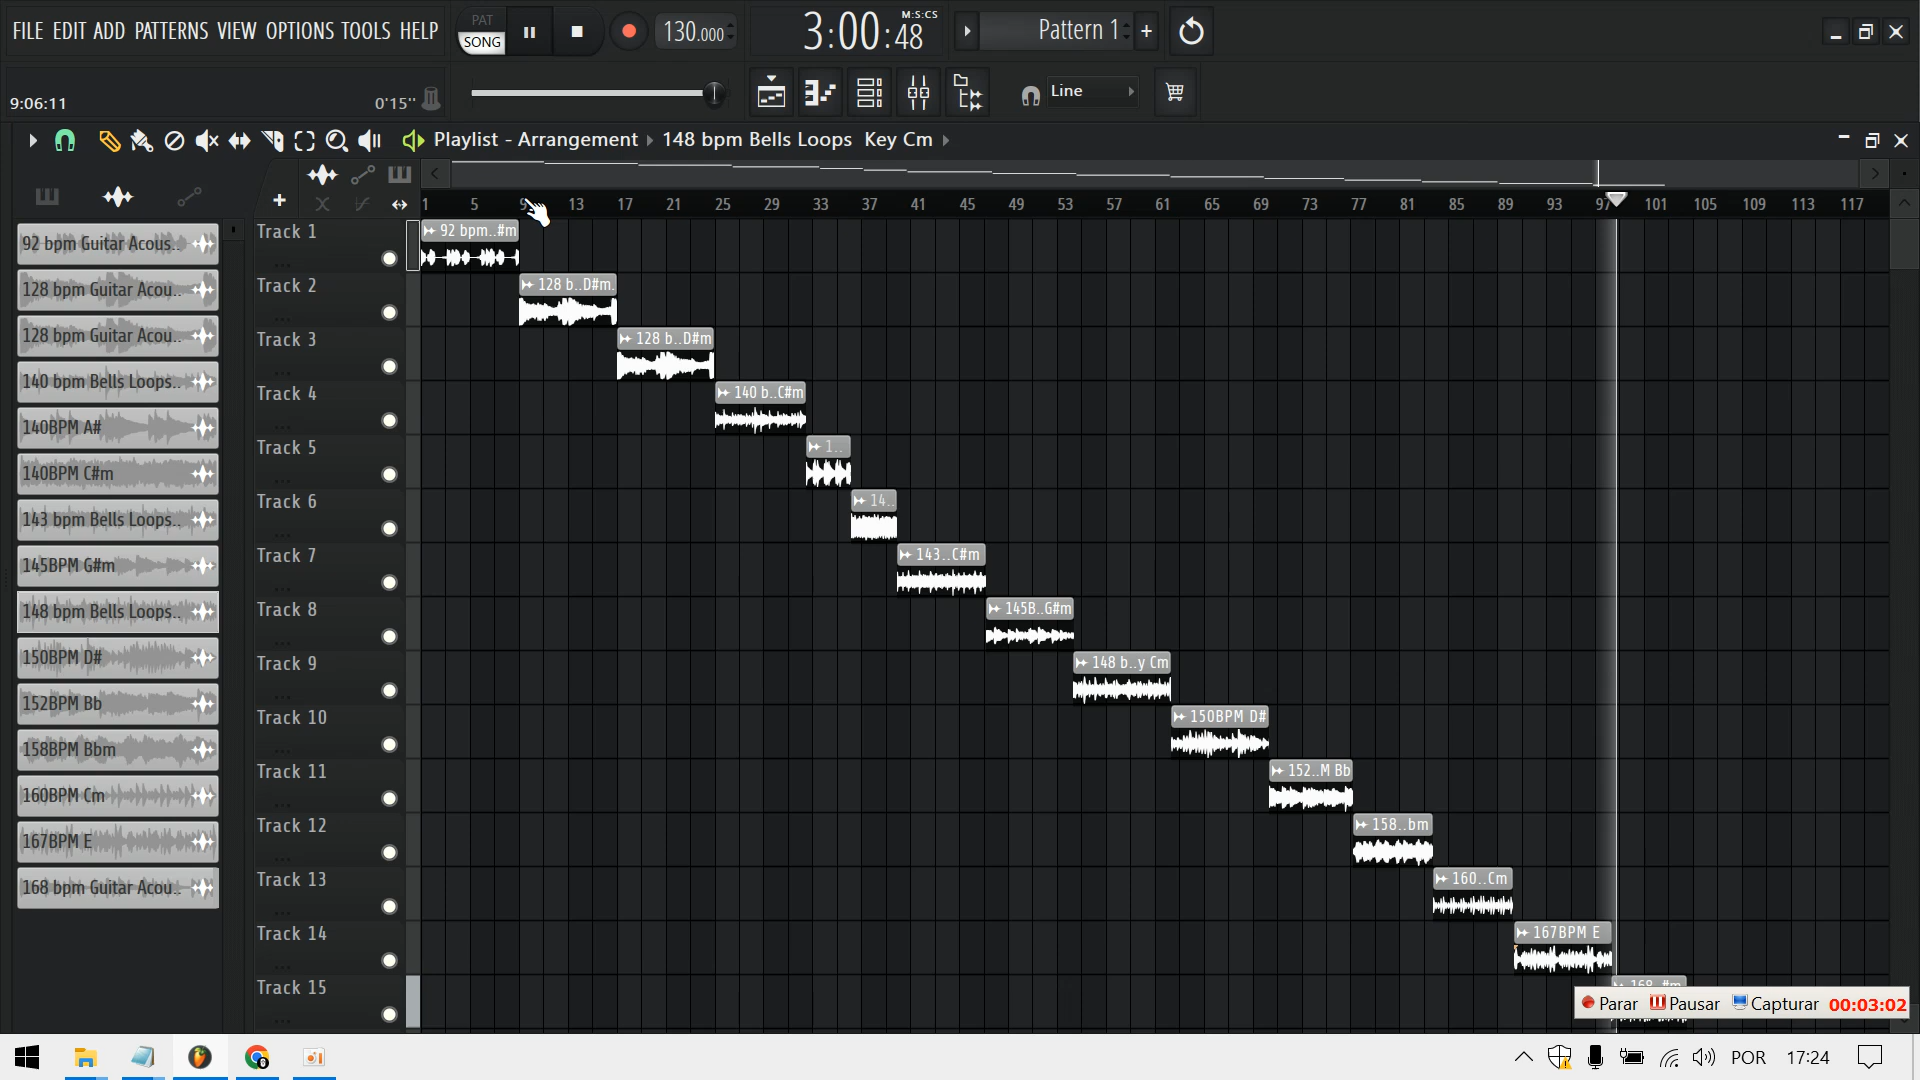 FILE EDIT ADD PATTERNS VIEW OPTIONS TOOLS HELP
PAT
SONG
130.000
3:00:48
M:S:CS
Pattern 1
+
9:06:11
0'15''
Line
Playlist - Arrangement
148 bpm Bells Loops Key Cm
1 5 9 13 17 21 25 29 33 37 41 45 49 53 57 61 65 69 73 77 81 85 89 93 97 101 105 109 113 117
92 bpm Guitar Acous..
128 bpm Guitar Acou..
128 bpm Guitar Acou..
140 bpm Bells Loops..
140BPM A#
140BPM C#m
143 bpm Bells Loops..
145BPM G#m
148 bpm Bells Loops..
150BPM D#
152BPM Bb
158BPM Bbm
160BPM Cm
167BPM E
168 bpm Guitar Acou..
Track 1
92 bpm..#m
Track 2
128 b..D#m.
Track 3
128 b..D#m
Track 4
140 b..C#m
Track 5
1..
Track 6
14..
Track 7
143..C#m
Track 8
145B..G#m
Track 9
148 b..y Cm
Track 10
150BPM D#
Track 11
152..M Bb
Track 12
158..bm
Track 13
160..Cm
Track 14
167BPM E
Track 15
168..#m
Parar Pausar Capturar 00:03:02
POR 17:24